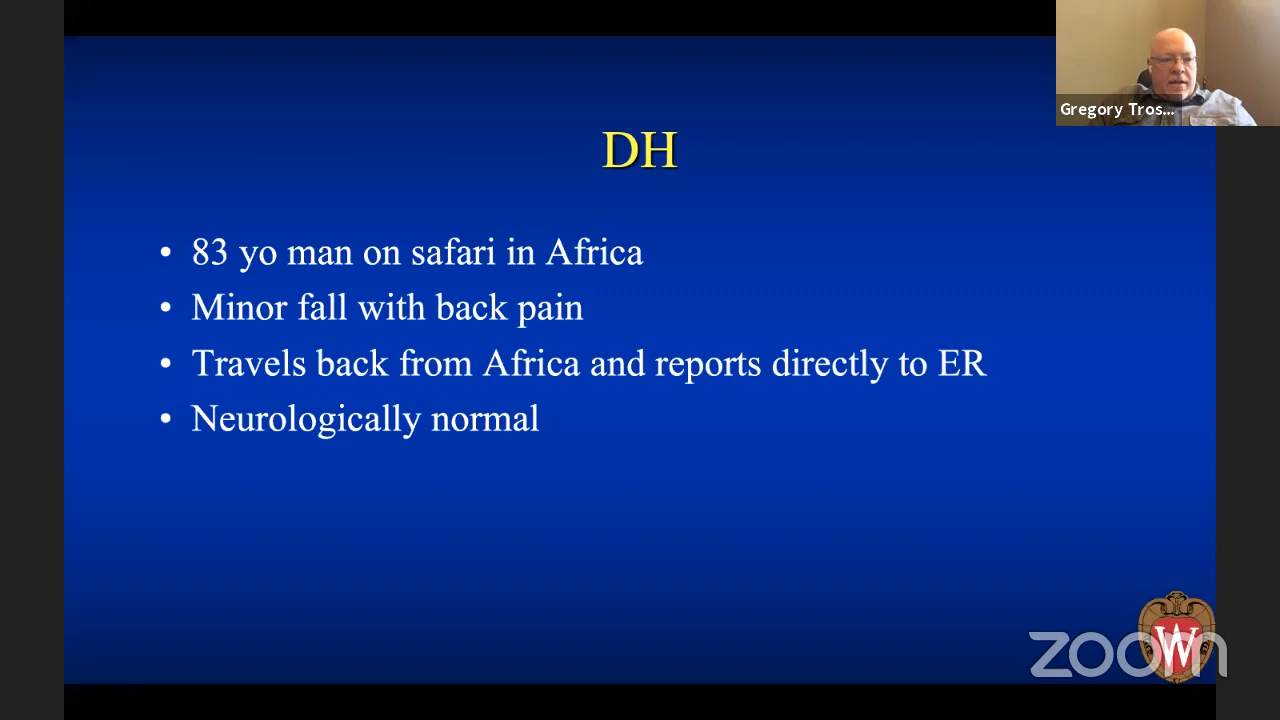 Gregory Tros...
DH
• 83 yo man on safari in Africa
• Minor fall with back pain
• Travels back from Africa and reports directly to ER
• Neurologically normal
W
zoom